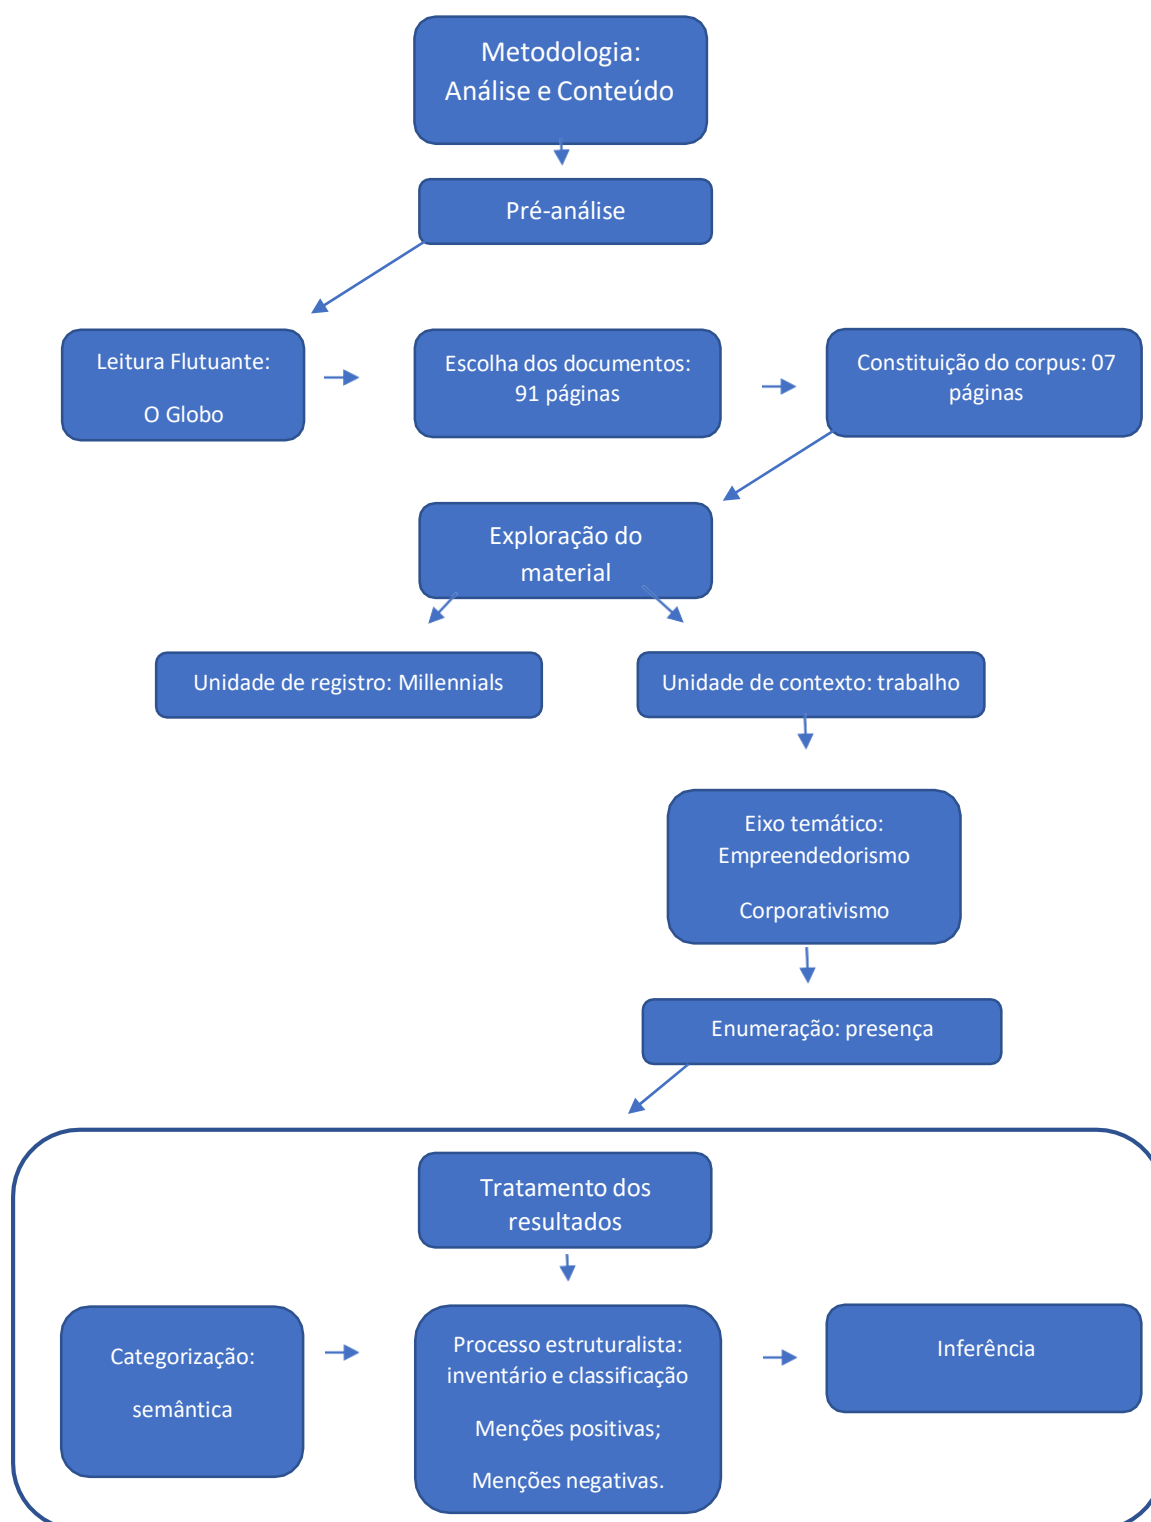 Metodologia:
Análise e Conteúdo
Pré-análise
Leitura Flutuante:
O Globo
Escolha dos documentos:
91 páginas
Constituição do corpus: 07
páginas
Exploração do
material
Unidade de registro: Millennials
Unidade de contexto: trabalho
Eixo temático:
Empreendedorismo
Corporativismo
Enumeração: presença
Tratamento dos
resultados
Categorização:
semântica
Processo estruturalista:
inventário e classificação
Menções positivas;
Menções negativas.
Inferência